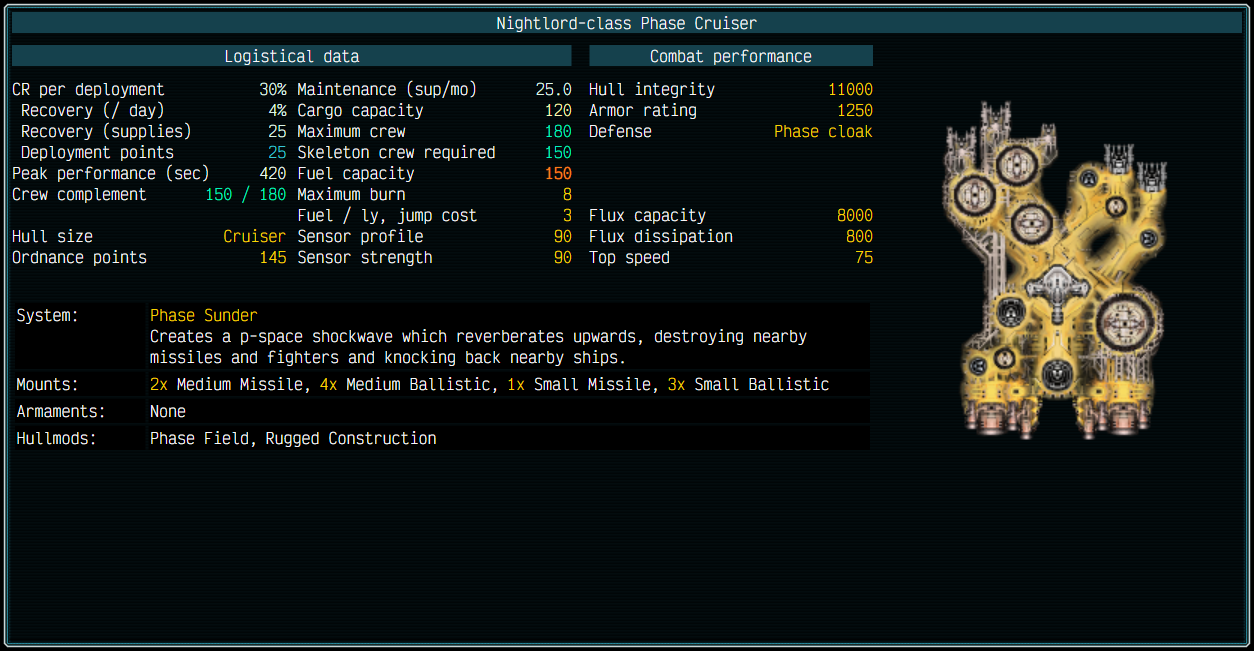 Nightlord-class Phase Cruiser
Logistical data
CR per deployment 30% Maintenance (sup/mo) 25.0
Recovery (/ day) 4% Cargo capacity 120
Recovery (supplies) 25 Maximum crew 180
Deployment points 25 Skeleton crew required 150
Peak performance (sec) 420 Fuel capacity 150
Crew complement 150 / 180 Maximum burn 8
Fuel / ly, jump cost 3
Hull size Cruiser Sensor profile 90
Ordnance points 145 Sensor strength 90
Combat performance
Hull integrity 11000
Armor rating 1250
Defense Phase cloak
Flux capacity 8000
Flux dissipation 800
Top speed 75
System: Phase Sunder
Creates a p-space shockwave which reverberates upwards, destroying nearby
missiles and fighters and knocking back nearby ships.
Mounts: 2x Medium Missile, 4x Medium Ballistic, 1x Small Missile, 3x Small Ballistic
Armaments: None
Hullmods: Phase Field, Rugged Construction